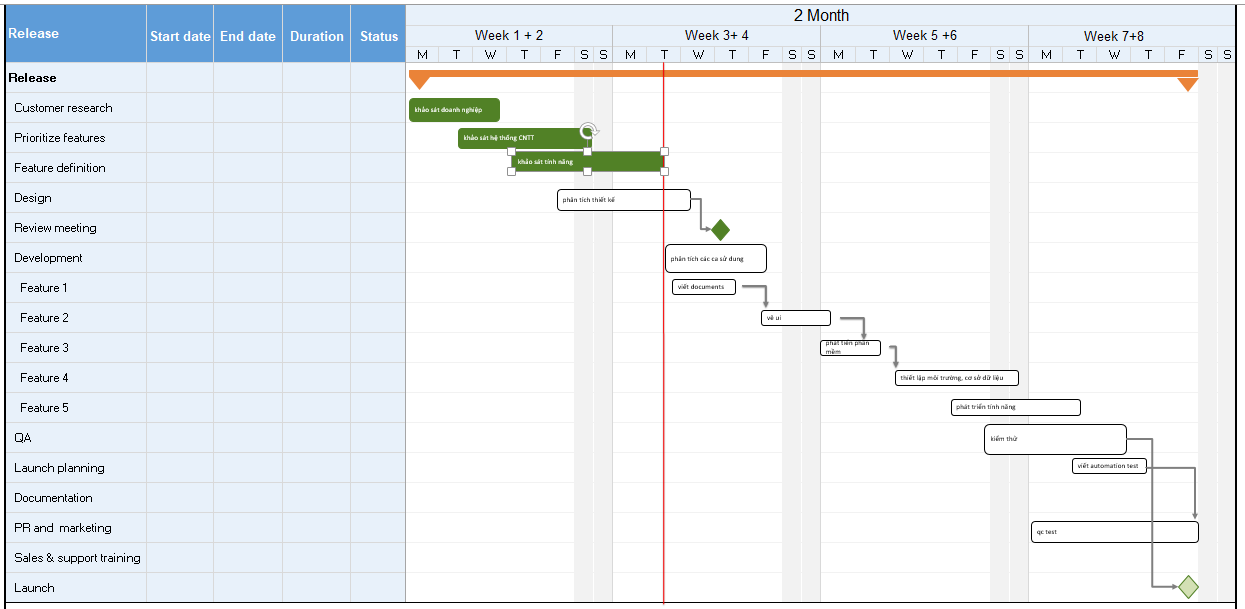 2 Month
Release Start date End date Duration Status
Week 1 + 2 Week 3+ 4 Week 5 +6 Week 7+8
M T W T F S S M T W T F S S M T W T F S S M T W T F S S
Release
Customer research khảo sát doanh nghiệp
Prioritize features khảo sát hệ thống CNTT
Feature definition khảo sát tính năng
Design phân tích thiết kế
Review meeting
Development phân tích các ca sử dung
Feature 1 viết documents
Feature 2 vẽ ui
Feature 3 phát tiển phần
mềm
Feature 4 thiết lập môi trường, cơ sở dữ liệu
Feature 5 phát triển tính năng
QA kiểm thử
Launch planning viết automation test
Documentation
PR and marketing qc test
Sales & support training
Launch